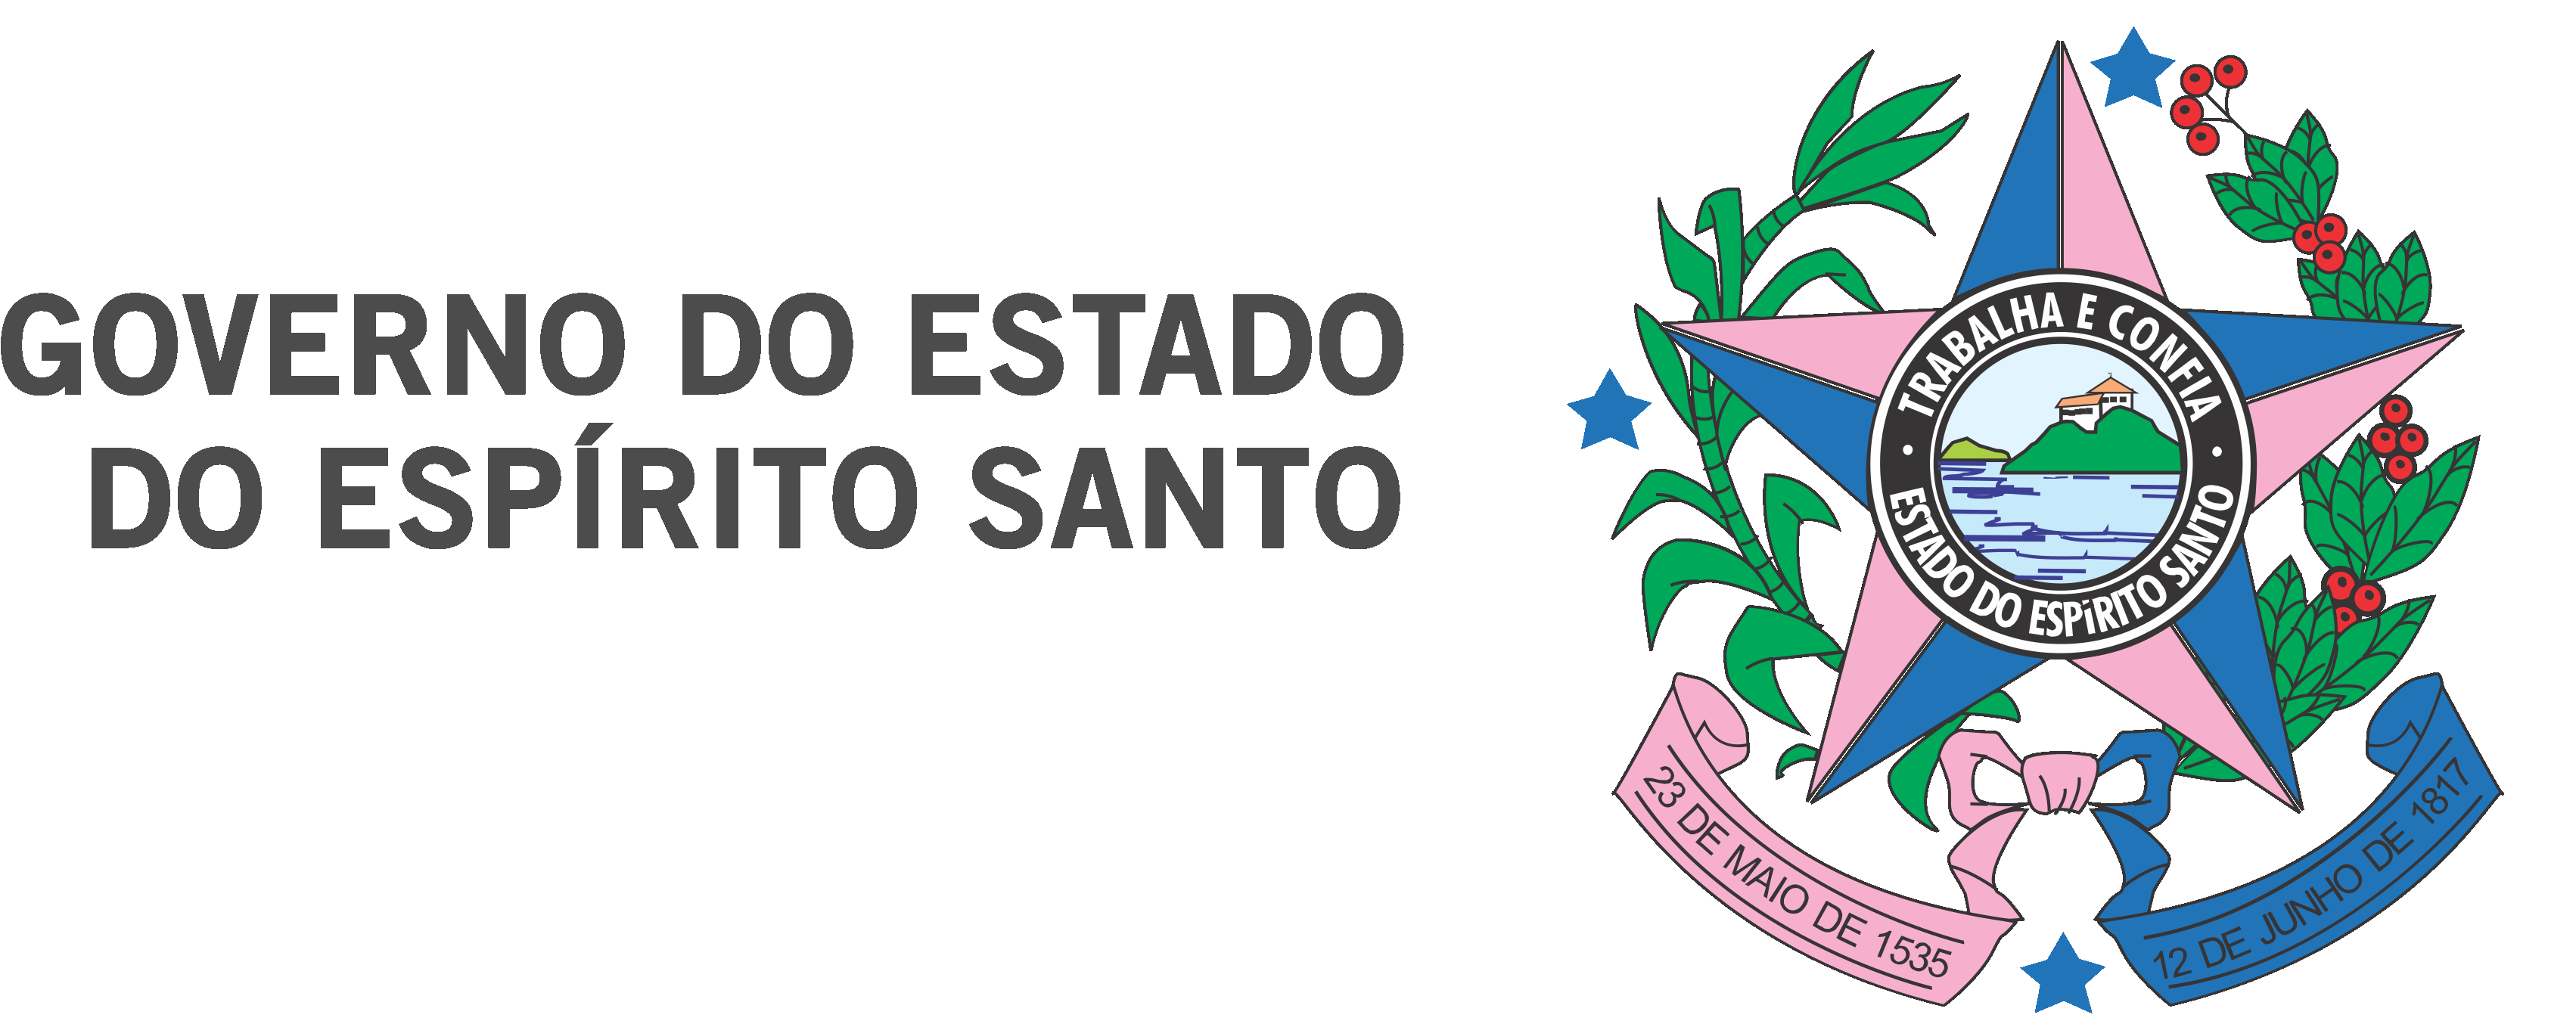 GOVERNO DO ESTADO
DO ESPÍRITO SANTO
TRABALHA E CONFIA
ESTADO DO ESPÍRITO SANTO
23 DE MAIO DE 1535
12 DE JUNHO DE 1817